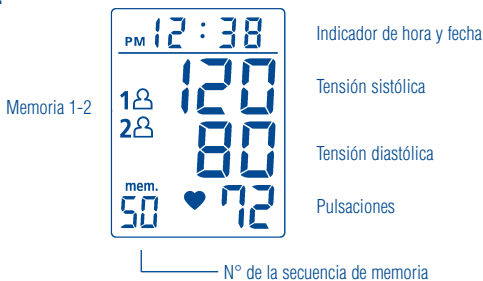 PM 12:38 Indicador de hora y fecha
120 Tensión sistólica
Memoria 1-2
1
2
80 Tensión diastólica
mem.
50 72 Pulsaciones
N° de la secuencia de memoria